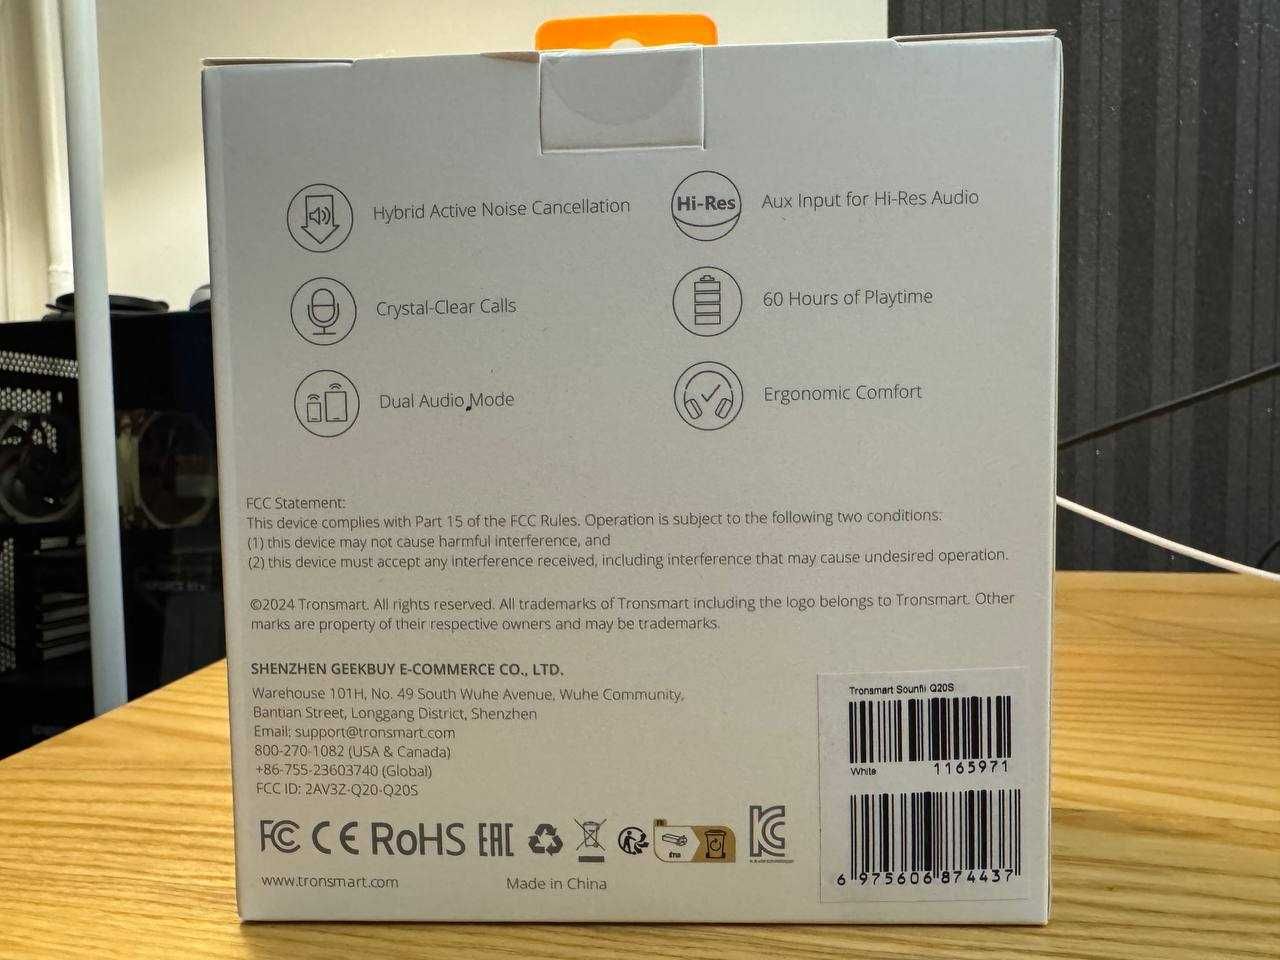 Hybrid Active Noise Cancellation
Hi-Res
Aux Input for Hi-Res Audio
Crystal-Clear Calls
60 Hours of Playtime
Dual Audio Mode
Ergonomic Comfort
FCC Statement:
This device complies with Part 15 of the FCC Rules. Operation is subject to the following two conditions:
(1) this device may not cause harmful interference, and
(2) this device must accept any interference received, including interference that may cause undesired operation.
©2024 Tronsmart. All rights reserved. All trademarks of Tronsmart including the logo belongs to Tronsmart. Other
marks are property of their respective owners and may be trademarks.
SHENZHEN GEEKBUY E-COMMERCE CO., LTD.
Warehouse 101H, No. 49 South Wuhe Avenue, Wuhe Community,
Bantian Street, Longgang District, Shenzhen
Email: support@tronsmart.com
800-270-1082 (USA & Canada)
+86-755-23603740 (Global)
FCC ID: 2AV3Z-Q20-Q20S
FC CE RoHS EAC
KC
www.tronsmart.com
Made in China
Tronsmart Sounfii Q20S
White
1165971
6 975606 874437